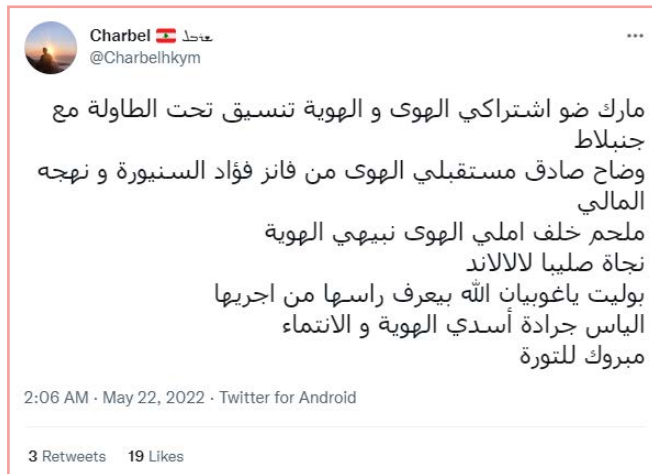 Charbel 🇱🇧 ܫܪܒܠ
@Charbelhkym
مارك ضو اشتراكي الهوى و الهوية تنسيق تحت الطاولة مع
جنبلاط
وضاح صادق مستقبلي الهوى من فانز فؤاد السنيورة و نهجه
المالي
ملحم خلف املي الهوى نبيهي الهوية
نجاة صليبا لالالاند
بوليت ياغوبيان الله بيعرف راسها من اجريها
الياس جرادة أسدي الهوية و الانتماء
مبروك للتورة
2:06 AM · May 22, 2022 · Twitter for Android
3 Retweets 19 Likes